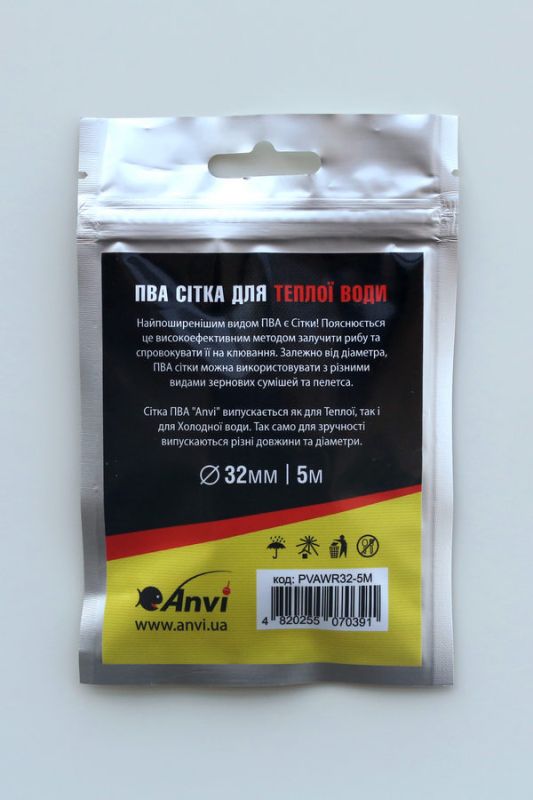 ПВА СІТКА ДЛЯ ТЕПЛОЇ ВОДИ
Найпоширенішим видом ПВА є Сітки! Пояснюється
це високоефективним методом залучити рибу та
спровокувати її на клювання. Залежно від діаметра,
ПВА сітки можна використовувати з різними
видами зернових сумішей та пелетса.
Сітка ПВА "Anvi" випускається як для Теплої, так і
для Холодної води. Так само для зручності
випускаються різні довжини та діаметри.
Ø 32мм | 5м
код: PVAWR32-5M
4 820255 070391
Anvi
www.anvi.ua